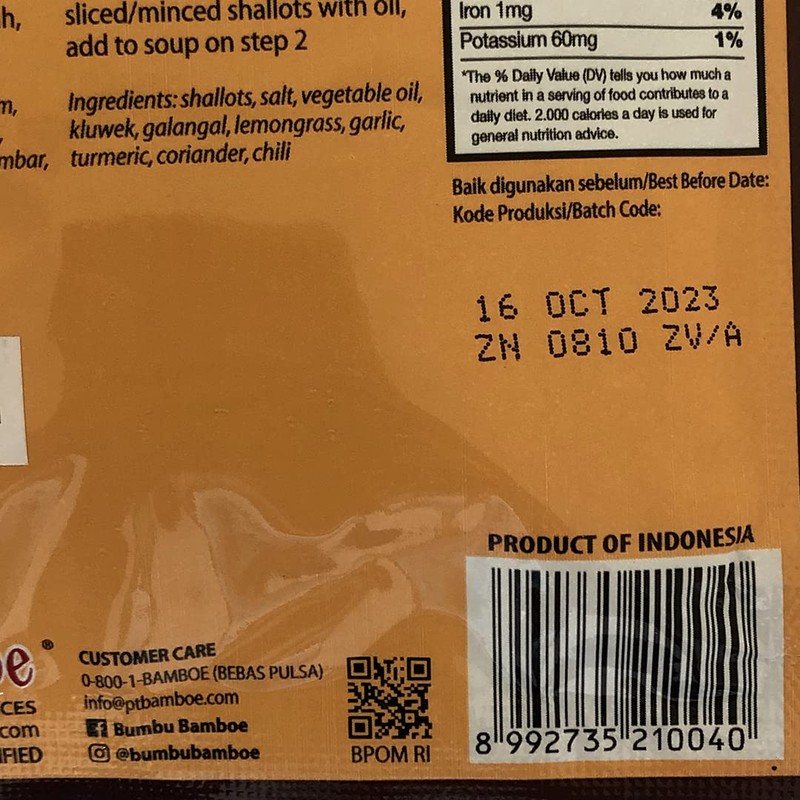 h,
m,
,
mbar,
sliced/minced shallots with oil,
add to soup on step 2
Ingredients: shallots, salt, vegetable oil,
kluwek, galangal, lemongrass, garlic,
turmeric, coriander, chili
Iron 1mg 4%
Potassium 60mg 1%
*The % Daily Value (DV) tells you how much a
nutrient in a serving of food contributes to a
daily diet. 2.000 calories a day is used for
general nutrition advice.
Baik digunakan sebelum/Best Before Date:
Kode Produksi/Batch Code:
16 OCT 2023
ZN 0810 ZV/A
PRODUCT OF INDONESIA
8 992735 210040
oe®
CES
com
IFIED
CUSTOMER CARE
0-800-1-BAMBOE (BEBAS PULSA)
info@ptbamboe.com
Bumbu Bamboe
@bumbubamboe
BPOM RI